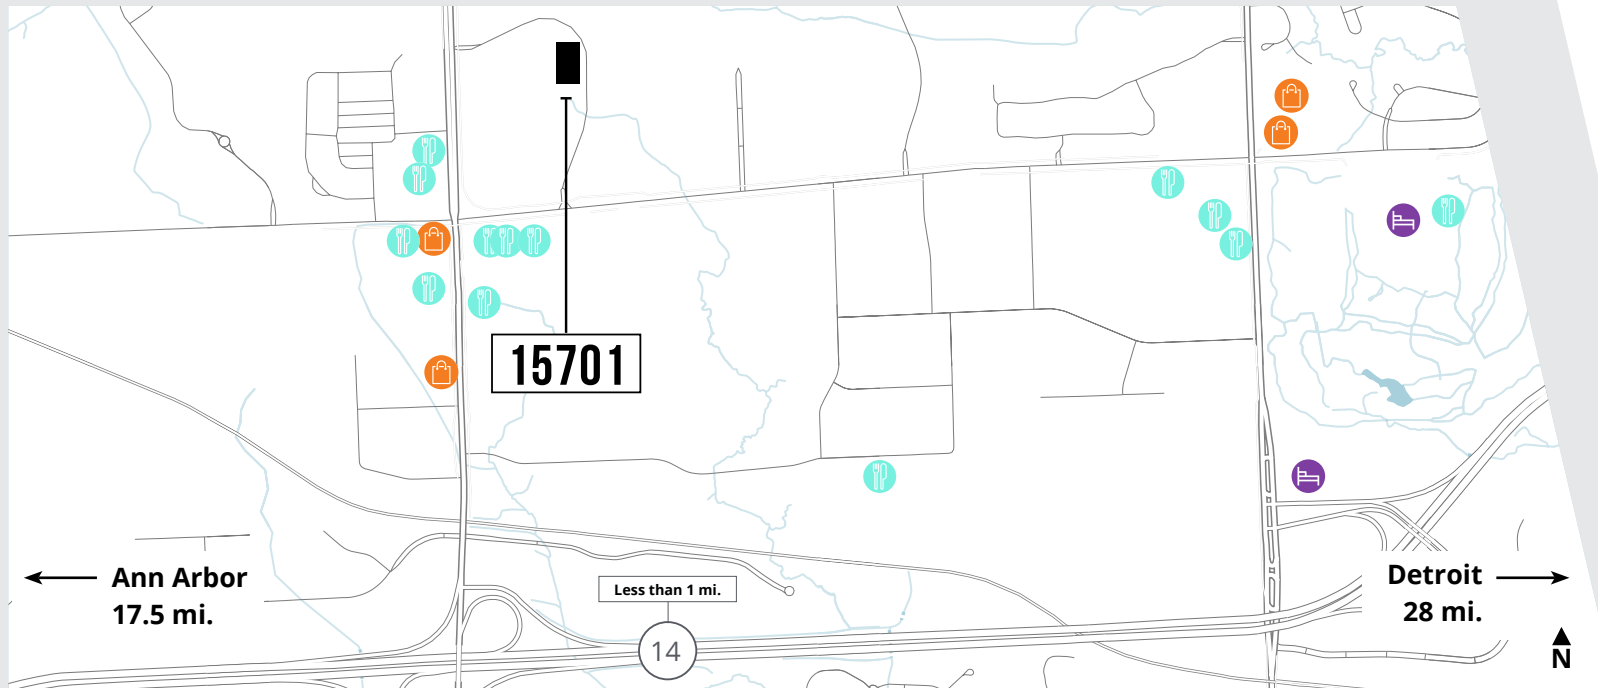 15701
Ann Arbor
17.5 mi.
Less than 1 mi.
14
Detroit
28 mi.
N